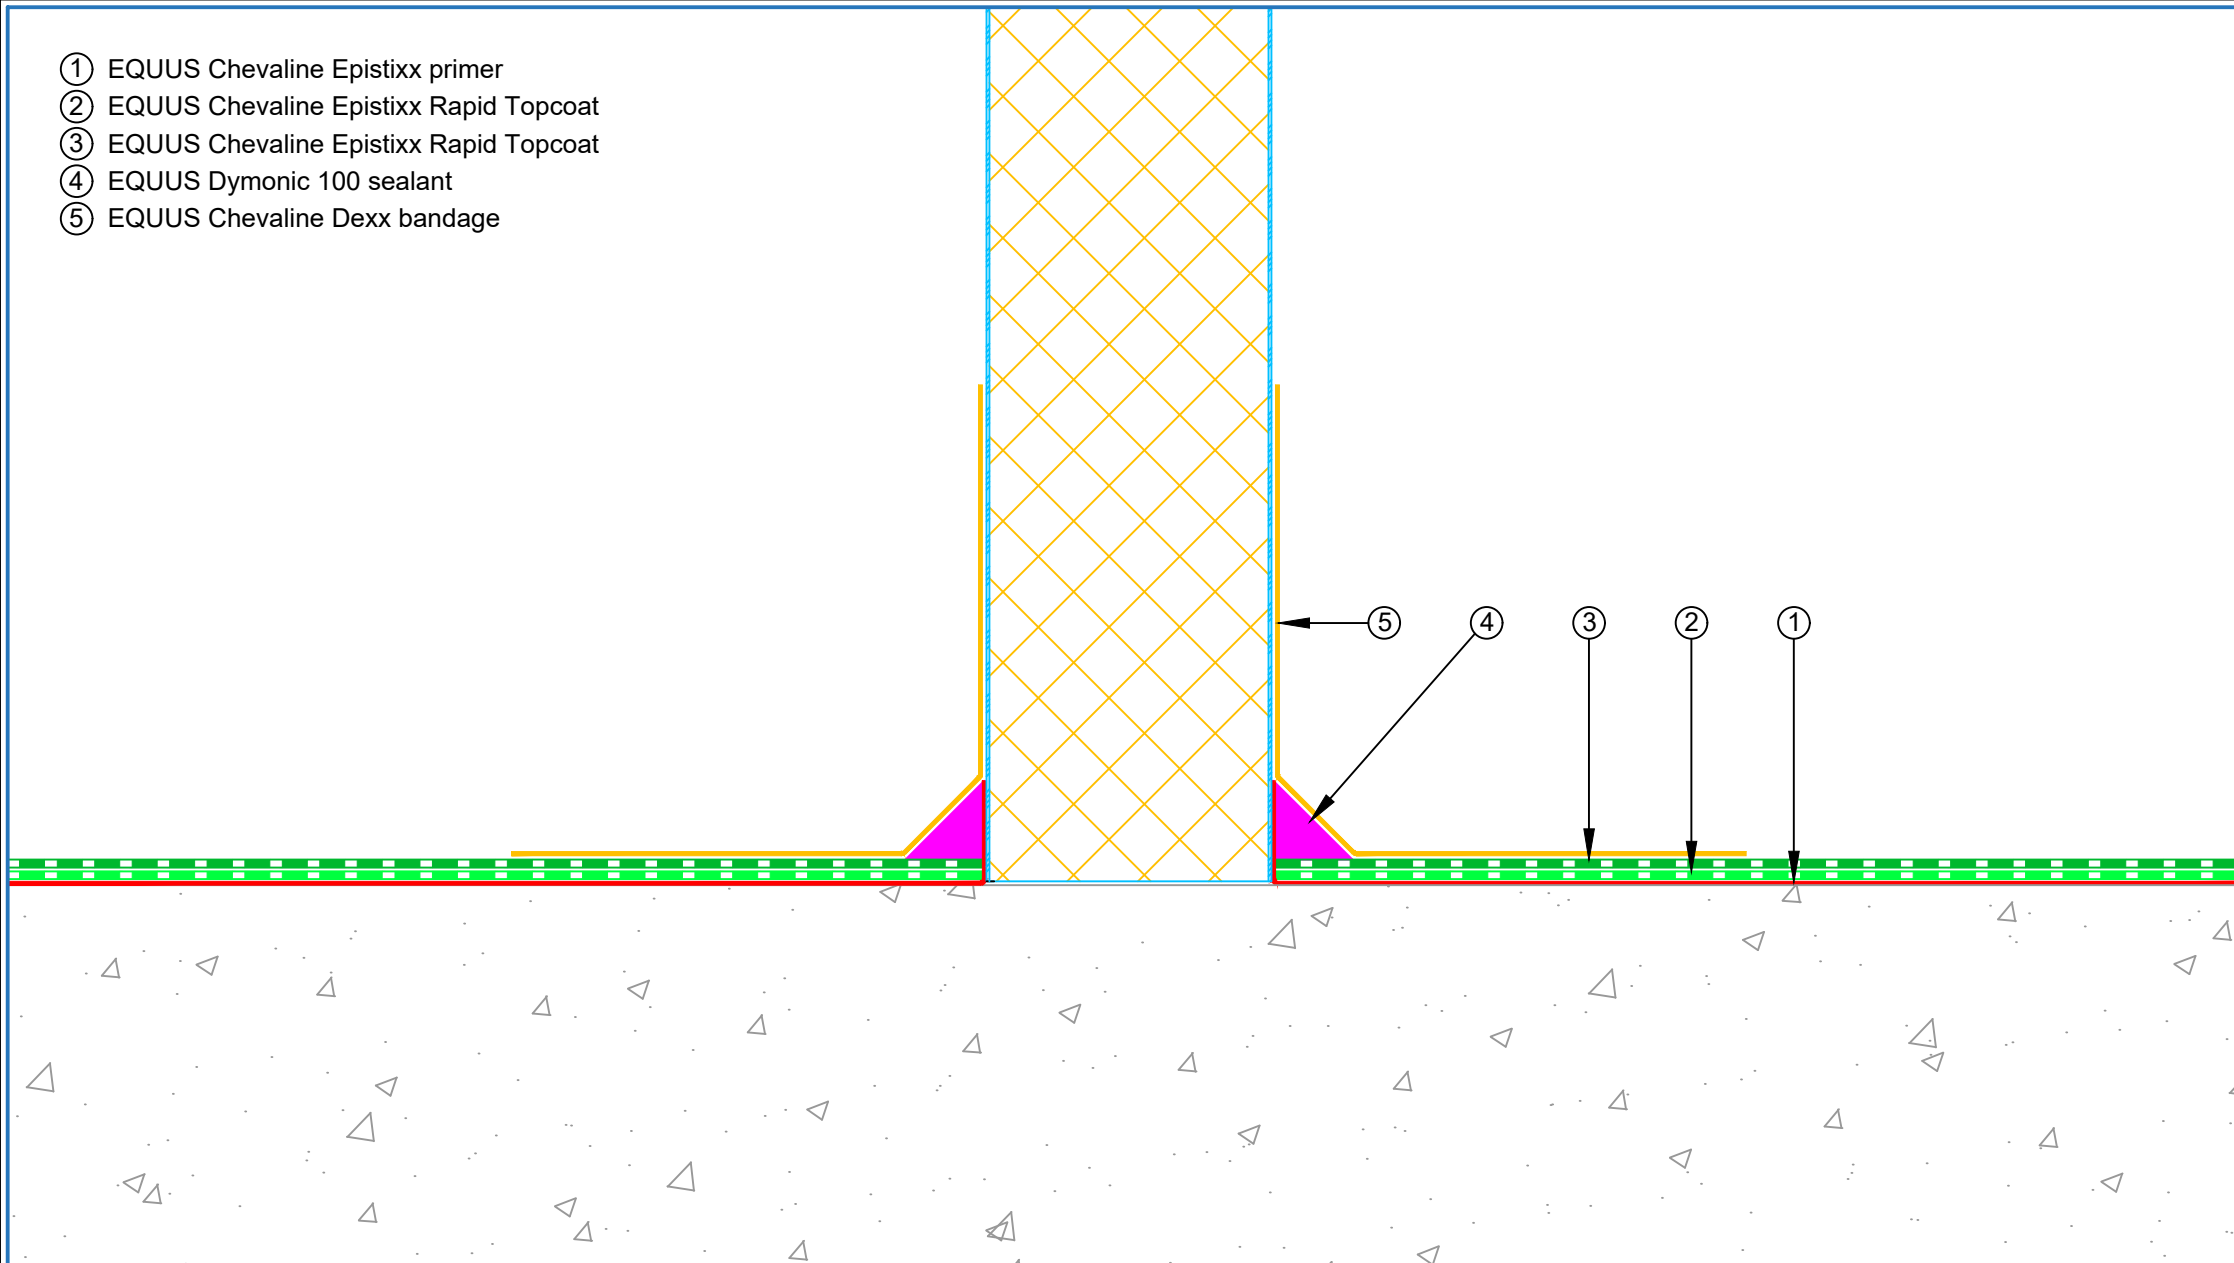 1 EQUUS Chevaline Epistixx primer
2 EQUUS Chevaline Epistixx Rapid Topcoat
3 EQUUS Chevaline Epistixx Rapid Topcoat
4 EQUUS Dymonic 100 sealant
5 EQUUS Chevaline Dexx bandage
5 4 3 2 1